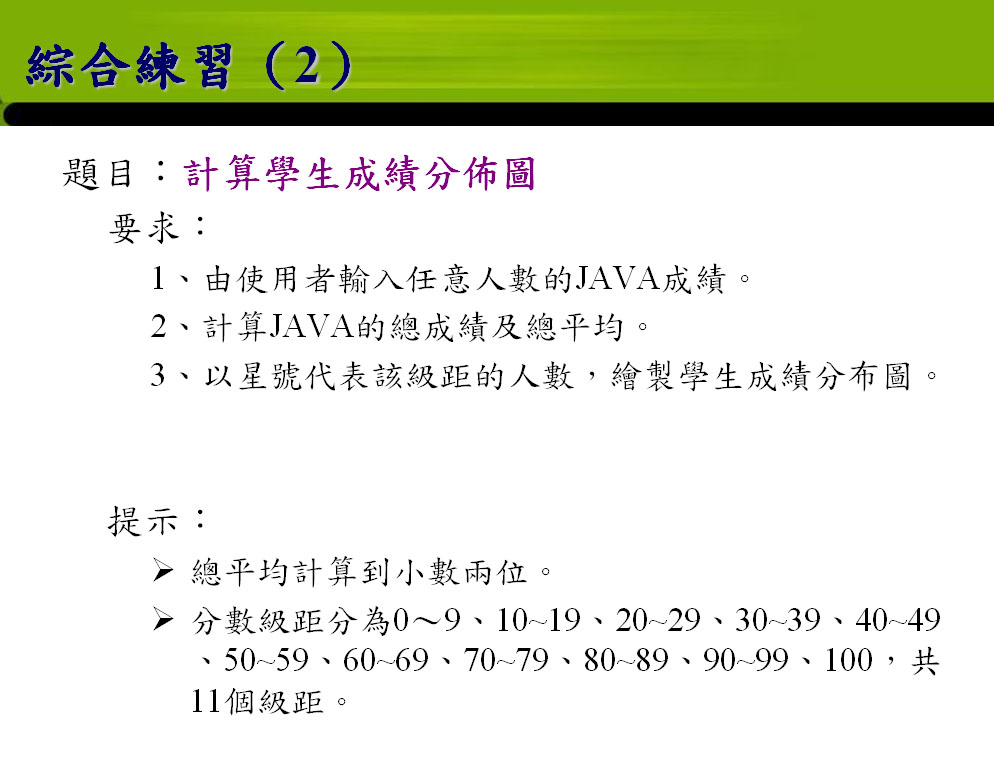 綜合練習（2）
題目：計算學生成績分佈圖
要求：
1、由使用者輸入任意人數的JAVA成績。
2、計算JAVA的總成績及總平均。
3、以星號代表該級距的人數，繪製學生成績分布圖。
提示：
➢ 總平均計算到小數兩位。
➢ 分數級距分為0～9、10~19、20~29、30~39、40~49
、50~59、60~69、70~79、80~89、90~99、100，共
11個級距。